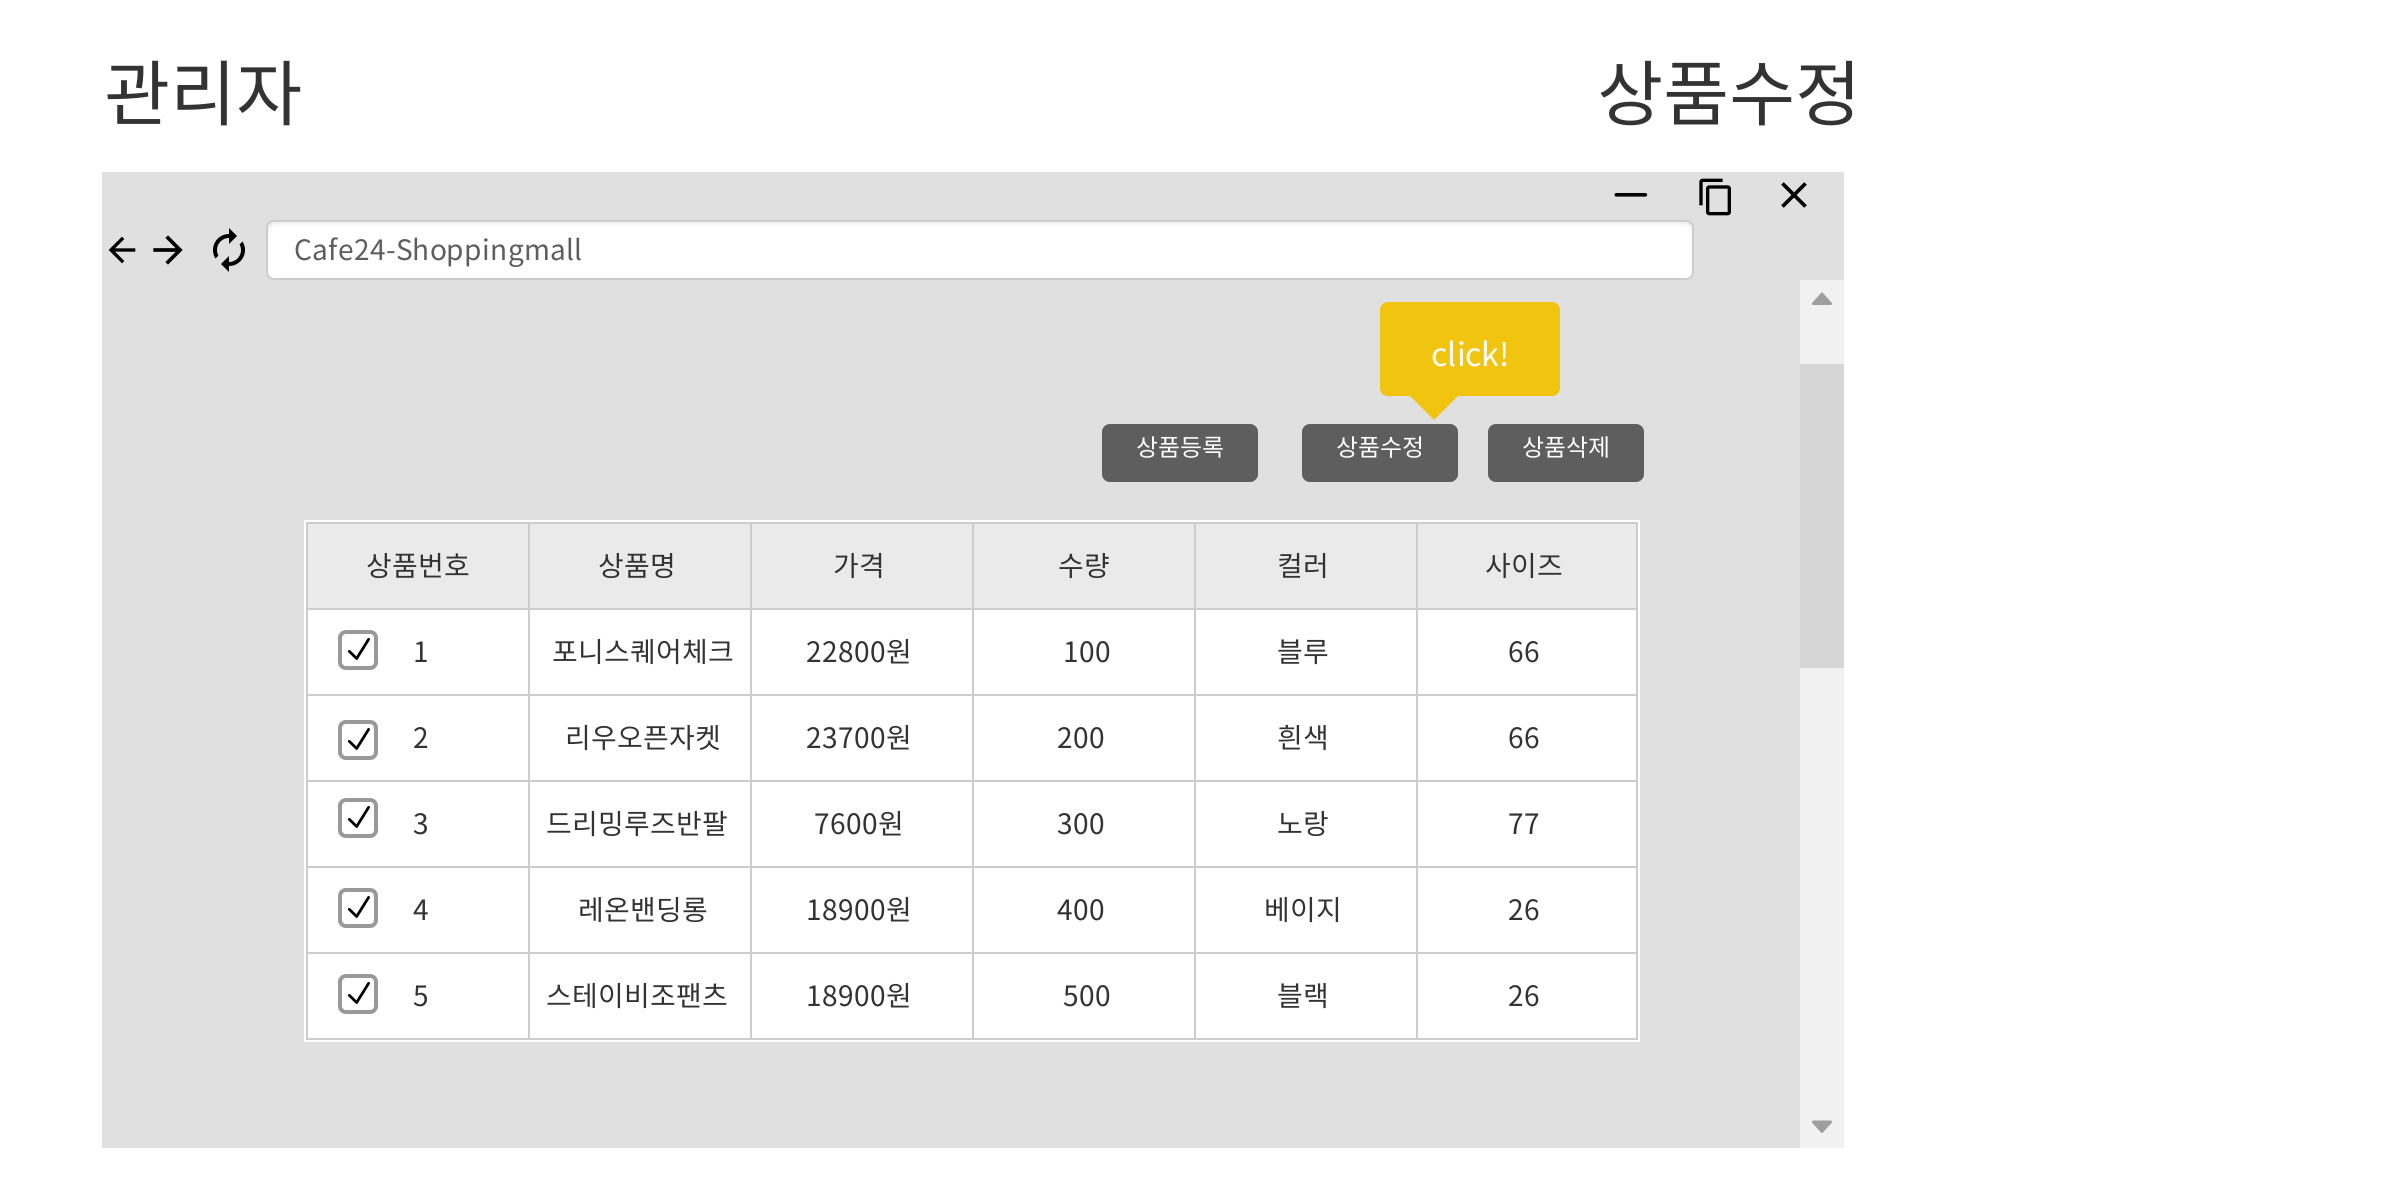 관리자 상품수정
Cafe24-Shoppingmall
click!
상품등록 상품수정 상품삭제
상품번호 상품명 가격 수량 컬러 사이즈
1 포니스퀘어체크 22800원 100 블루 66
2 리우오픈자켓 23700원 200 흰색 66
3 드리밍루즈반팔 7600원 300 노랑 77
4 레온밴딩롱 18900원 400 베이지 26
5 스테이비조팬츠 18900원 500 블랙 26